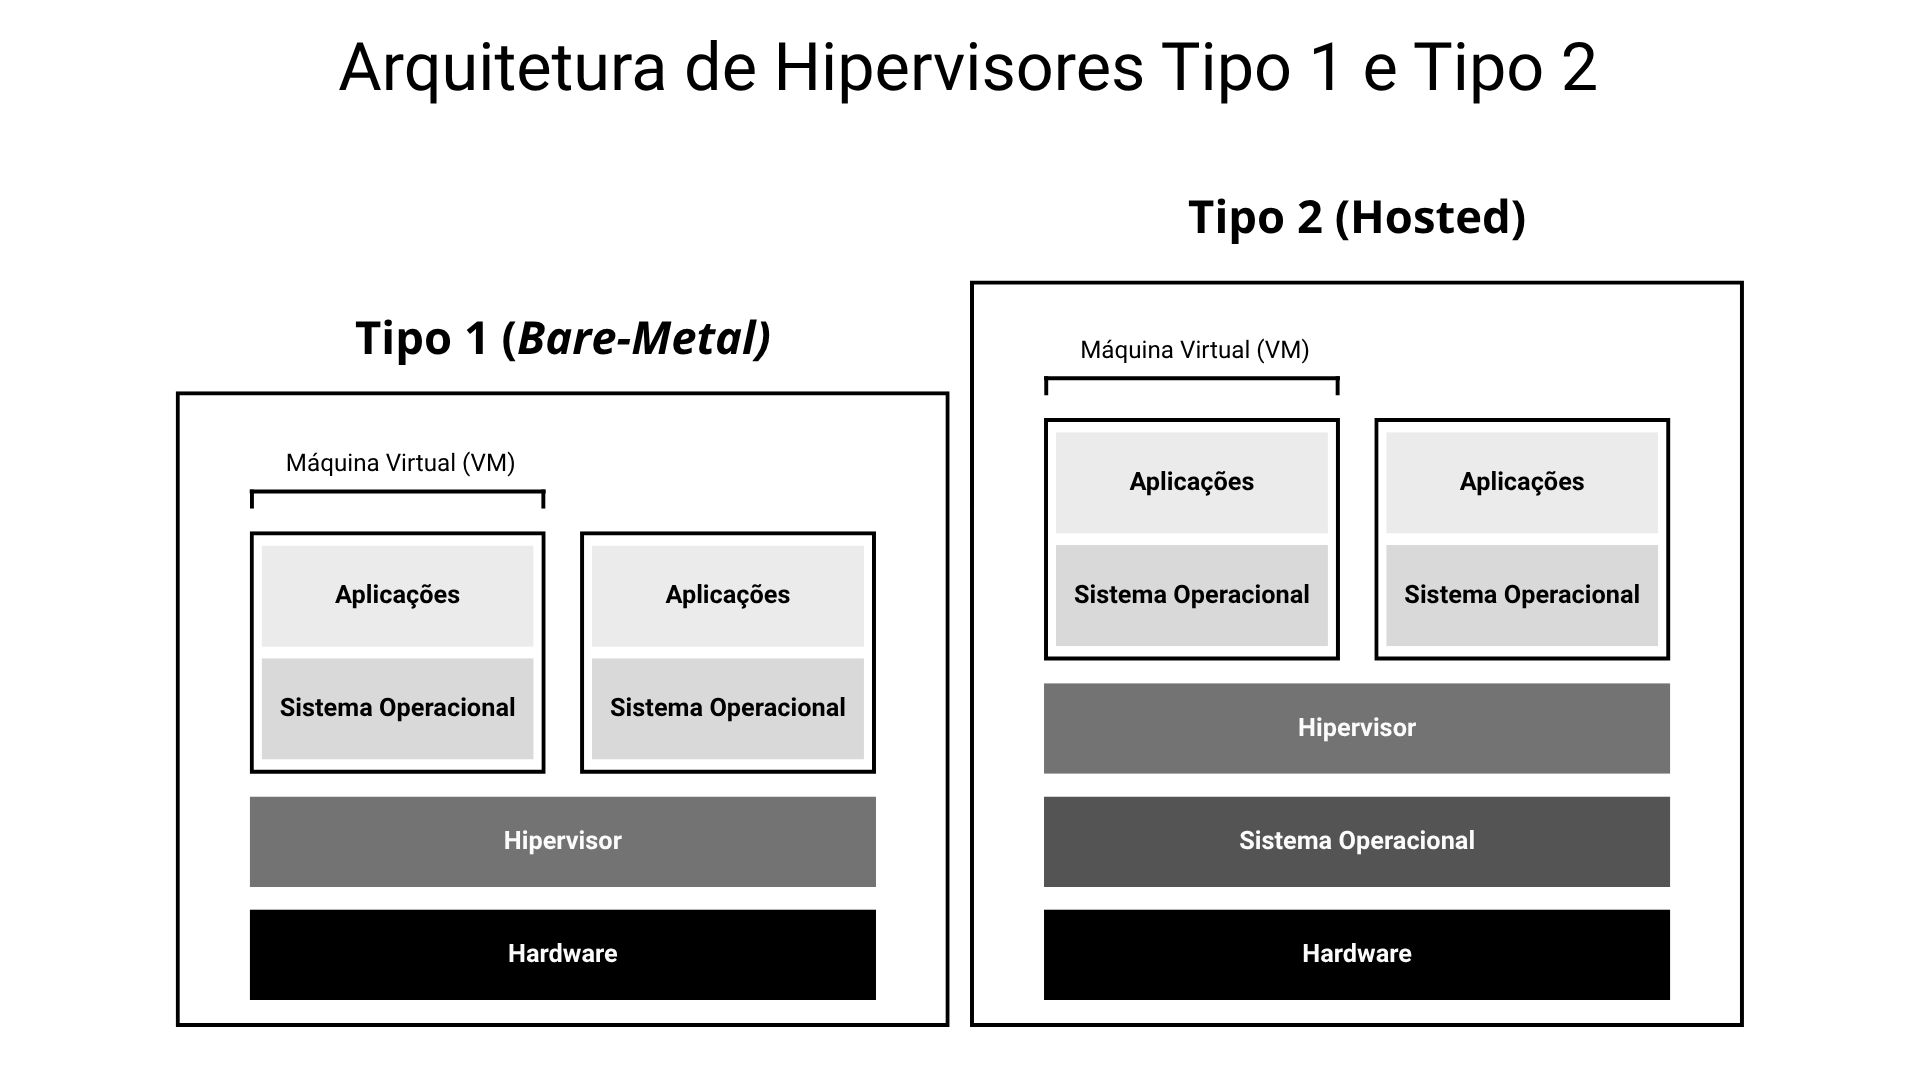 Arquitetura de Hipervisores Tipo 1 e Tipo 2
Tipo 1 (Bare-Metal)
Máquina Virtual (VM)
Aplicações
Aplicações
Sistema Operacional
Sistema Operacional
Hipervisor
Hardware
Tipo 2 (Hosted)
Máquina Virtual (VM)
Aplicações
Aplicações
Sistema Operacional
Sistema Operacional
Hipervisor
Sistema Operacional
Hardware